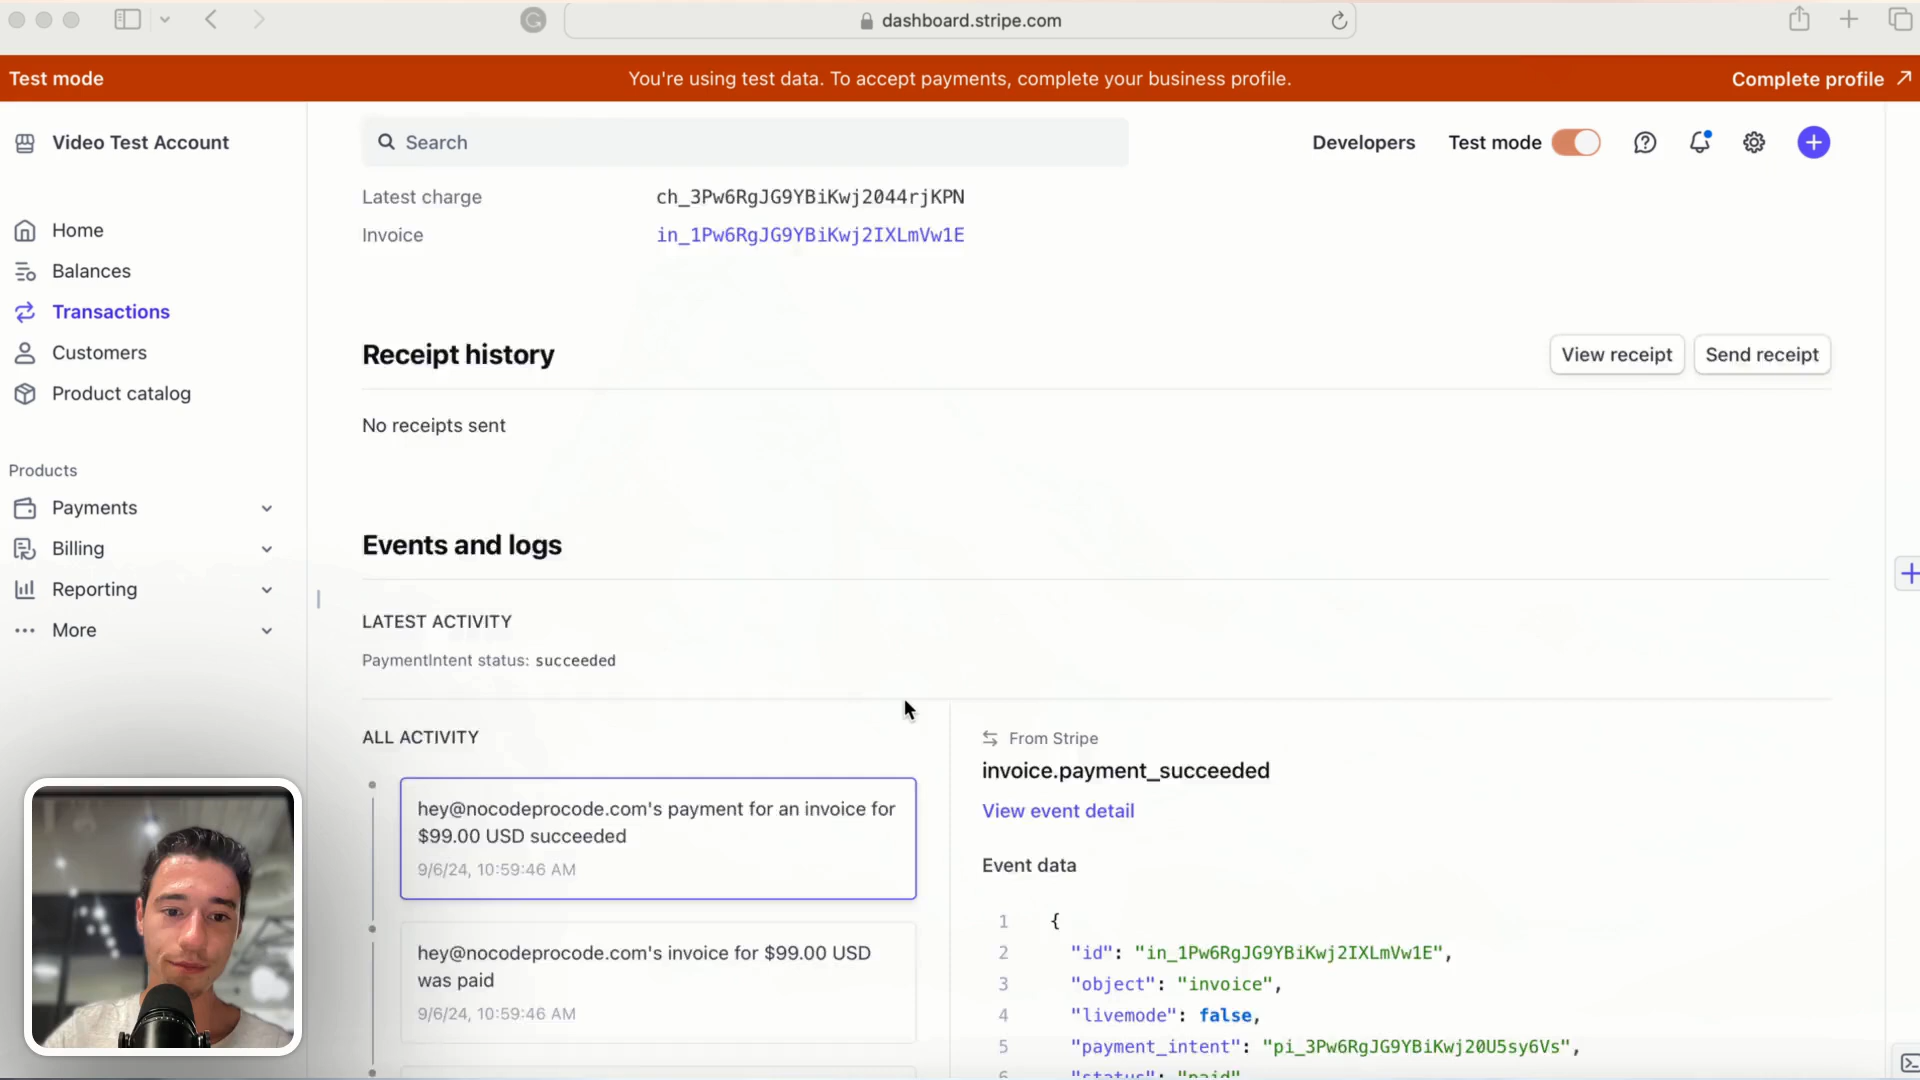 dashboard.stripe.com
Test mode
You're using test data. To accept payments, complete your business profile.
Complete profile
Video Test Account
Search
Developers
Test mode
Home
Balances
Transactions
Customers
Product catalog
Products
Payments
Billing
Reporting
More
Latest charge
ch_3Pw6RgJG9YBiKwj2044rjKPN
Invoice
in_1Pw6RgJG9YBiKwj2IXLmVw1E
Receipt history
View receipt
Send receipt
No receipts sent
Events and logs
LATEST ACTIVITY
PaymentIntent status: succeeded
ALL ACTIVITY
hey@nocodeprocode.com's payment for an invoice for
$99.00 USD succeeded
9/6/24, 10:59:46 AM
hey@nocodeprocode.com's invoice for $99.00 USD
was paid
9/6/24, 10:59:46 AM
From Stripe
invoice.payment_succeeded
View event detail
Event data
1 {
2 "id": "in_1Pw6RgJG9YBiKwj2IXLmVw1E",
3 "object": "invoice",
4 "livemode": false,
5 "payment_intent": "pi_3Pw6RgJG9YBiKwj20U5sy6Vs",
6 "status": "paid"